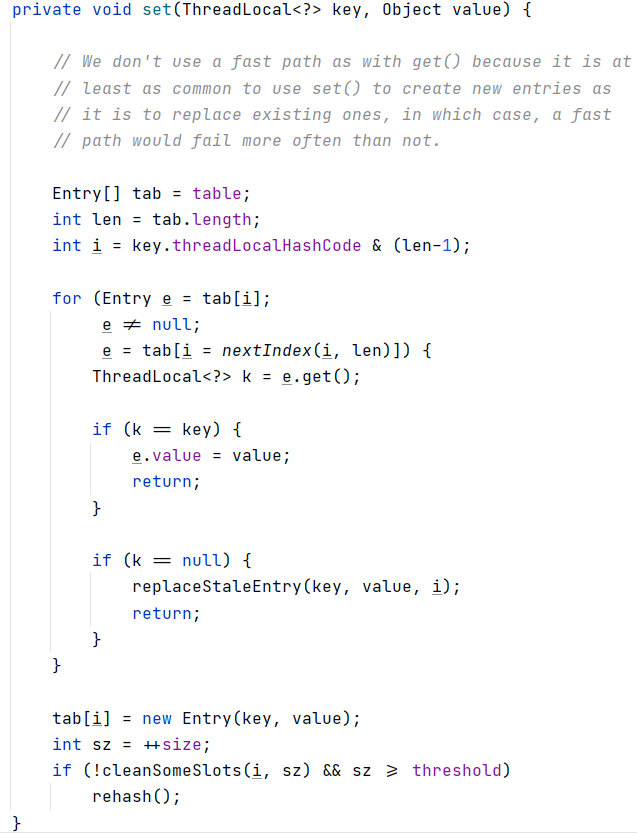 private void set(ThreadLocal<?> key, Object value) {
// We don't use a fast path as with get() because it is at
// least as common to use set() to create new entries as
// it is to replace existing ones, in which case, a fast
// path would fail more often than not.
Entry[] tab = table;
int len = tab.length;
int i = key.threadLocalHashCode & (len-1);
for (Entry e = tab[i];
e != null;
e = tab[i = nextIndex(i, len)]) {
ThreadLocal<?> k = e.get();
if (k == key) {
e.value = value;
return;
}
if (k == null) {
replaceStaleEntry(key, value, i);
return;
}
}
tab[i] = new Entry(key, value);
int sz = ++size;
if (!cleanSomeSlots(i, sz) && sz >= threshold)
rehash();
}